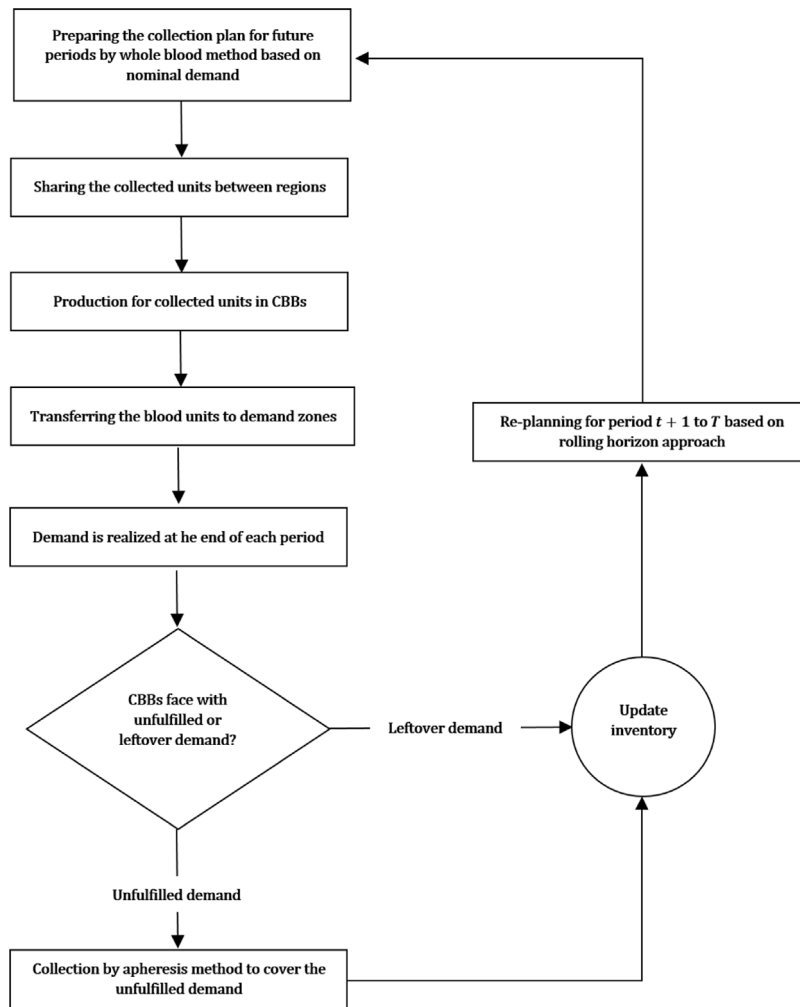 Preparing the collection plan for future
periods by whole blood method based on
nominal demand
Sharing the collected units between regions
Production for collected units in CBBs
Transferring the blood units to demand zones
Re-planning for period t + 1 to T based on
rolling horizon approach
Demand is realized at he end of each period
CBBs face with
unfulfilled or
leftover demand?
Leftover demand
Update
inventory
Unfulfilled demand
Collection by apheresis method to cover the
unfulfilled demand